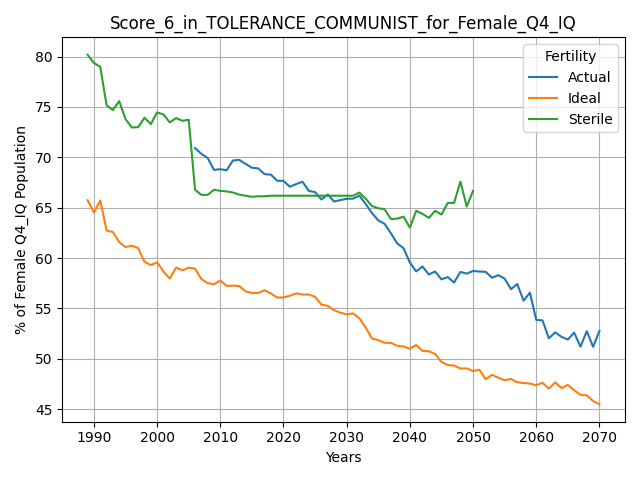 Score_6_in_TOLERANCE_COMMUNIST_for_Female_Q4_IQ
% of Female Q4_IQ Population
80
75
70
65
60
55
50
45
Fertility
Actual
Ideal
Sterile
1990 2000 2010 2020 2030 2040 2050 2060 2070
Years